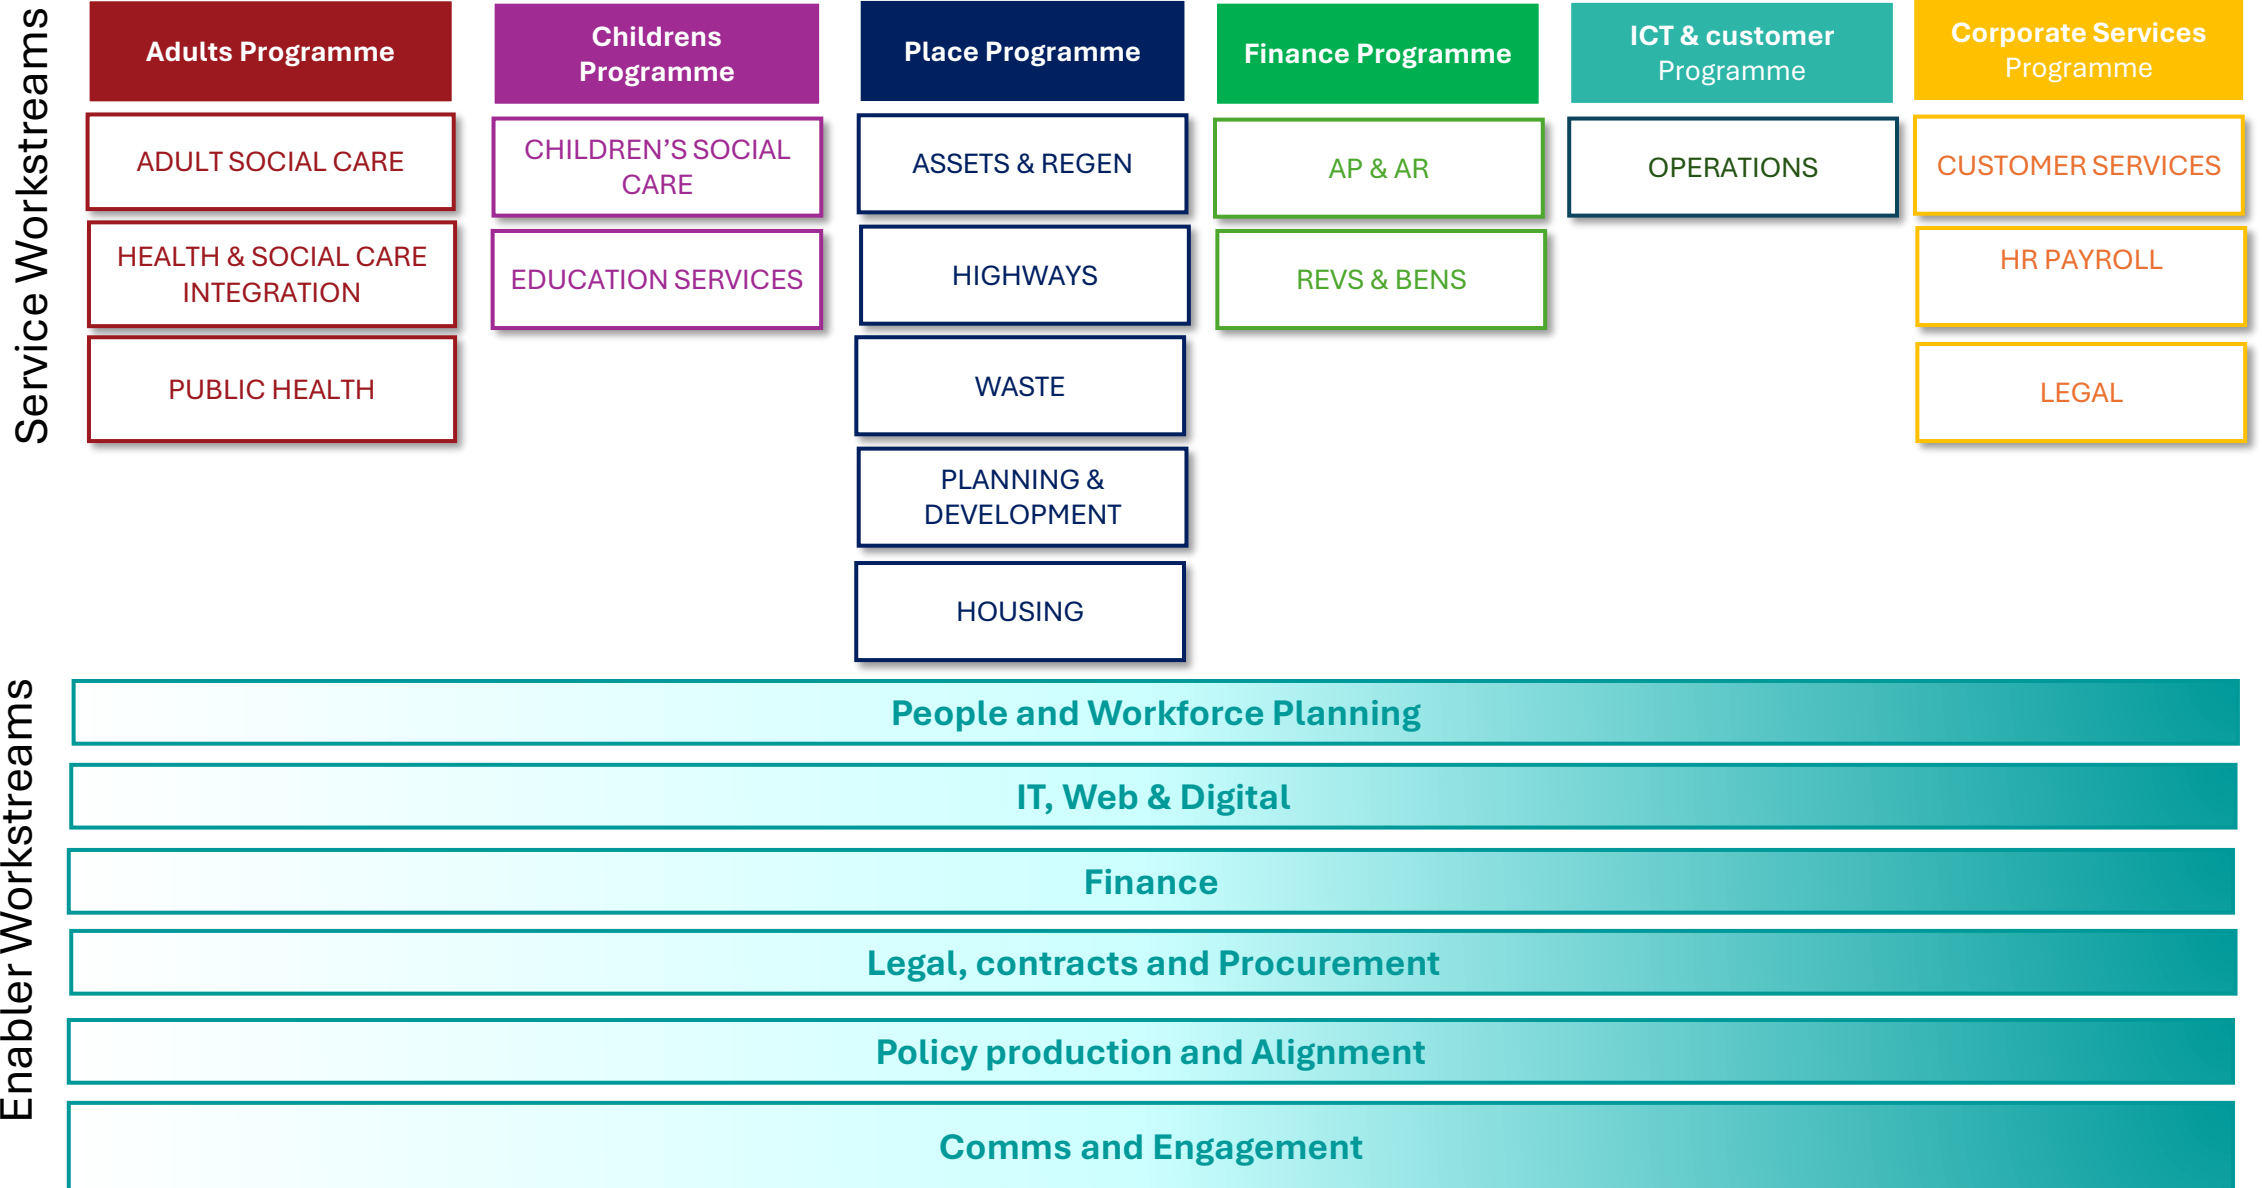 Service Workstreams
Adults Programme
ADULT SOCIAL CARE
HEALTH & SOCIAL CARE
INTEGRATION
PUBLIC HEALTH
Childrens
Programme
CHILDREN’S SOCIAL
CARE
EDUCATION SERVICES
Place Programme
ASSETS & REGEN
HIGHWAYS
WASTE
PLANNING &
DEVELOPMENT
HOUSING
Finance Programme
AP & AR
REVS & BENS
ICT & customer
Programme
OPERATIONS
Corporate Services
Programme
CUSTOMER SERVICES
HR PAYROLL
LEGAL
Enabler Workstreams
People and Workforce Planning
IT, Web & Digital
Finance
Legal, contracts and Procurement
Policy production and Alignment
Comms and Engagement